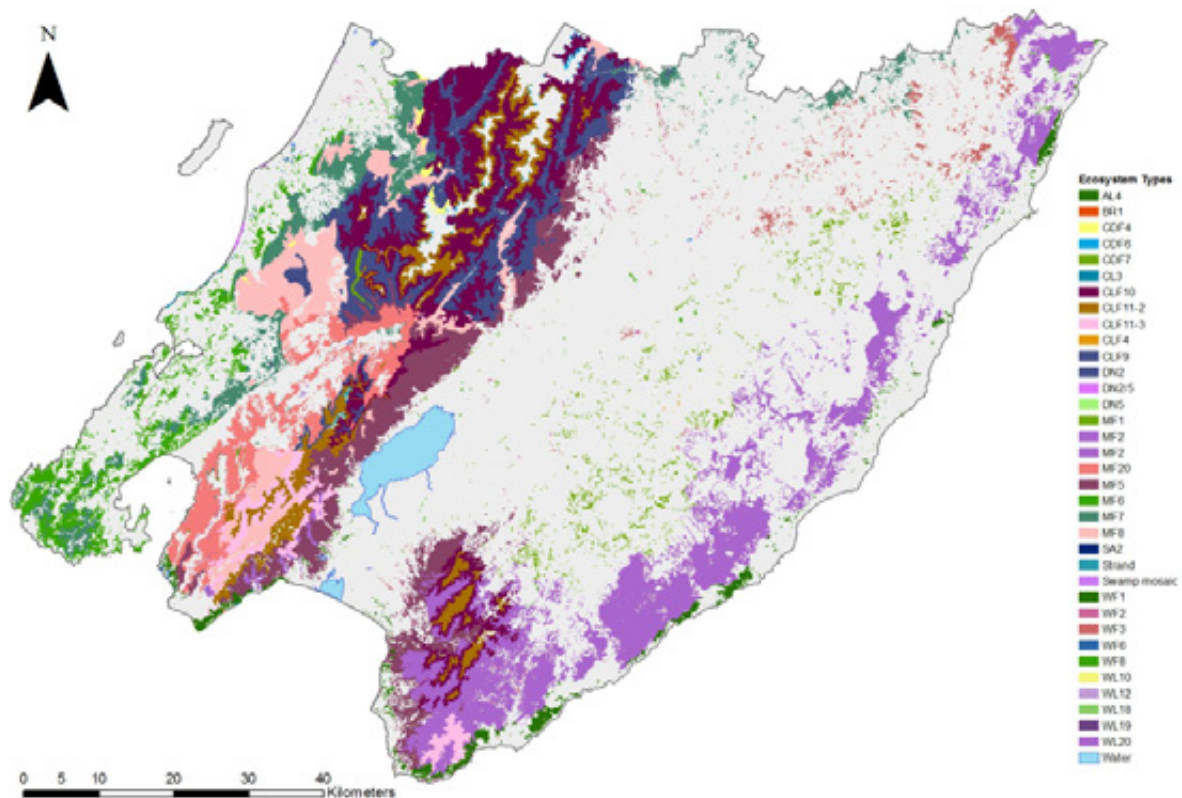 N
Ecosystem Types
AL4
BR1
CDF4
CDF6
CDF7
CL3
CLF10
CLF11-2
CLF11-3
CLF4
CLF9
DN2
DN2/5
DN5
MF1
MF2
MF2
MF20
MF5
MF6
MF7
MF8
SA2
Strand
Swamp mosaic
WF1
WF2
WF3
WF6
WF8
WL10
WL12
WL18
WL19
WL20
Water
0 5 10 20 30 40
Kilometers